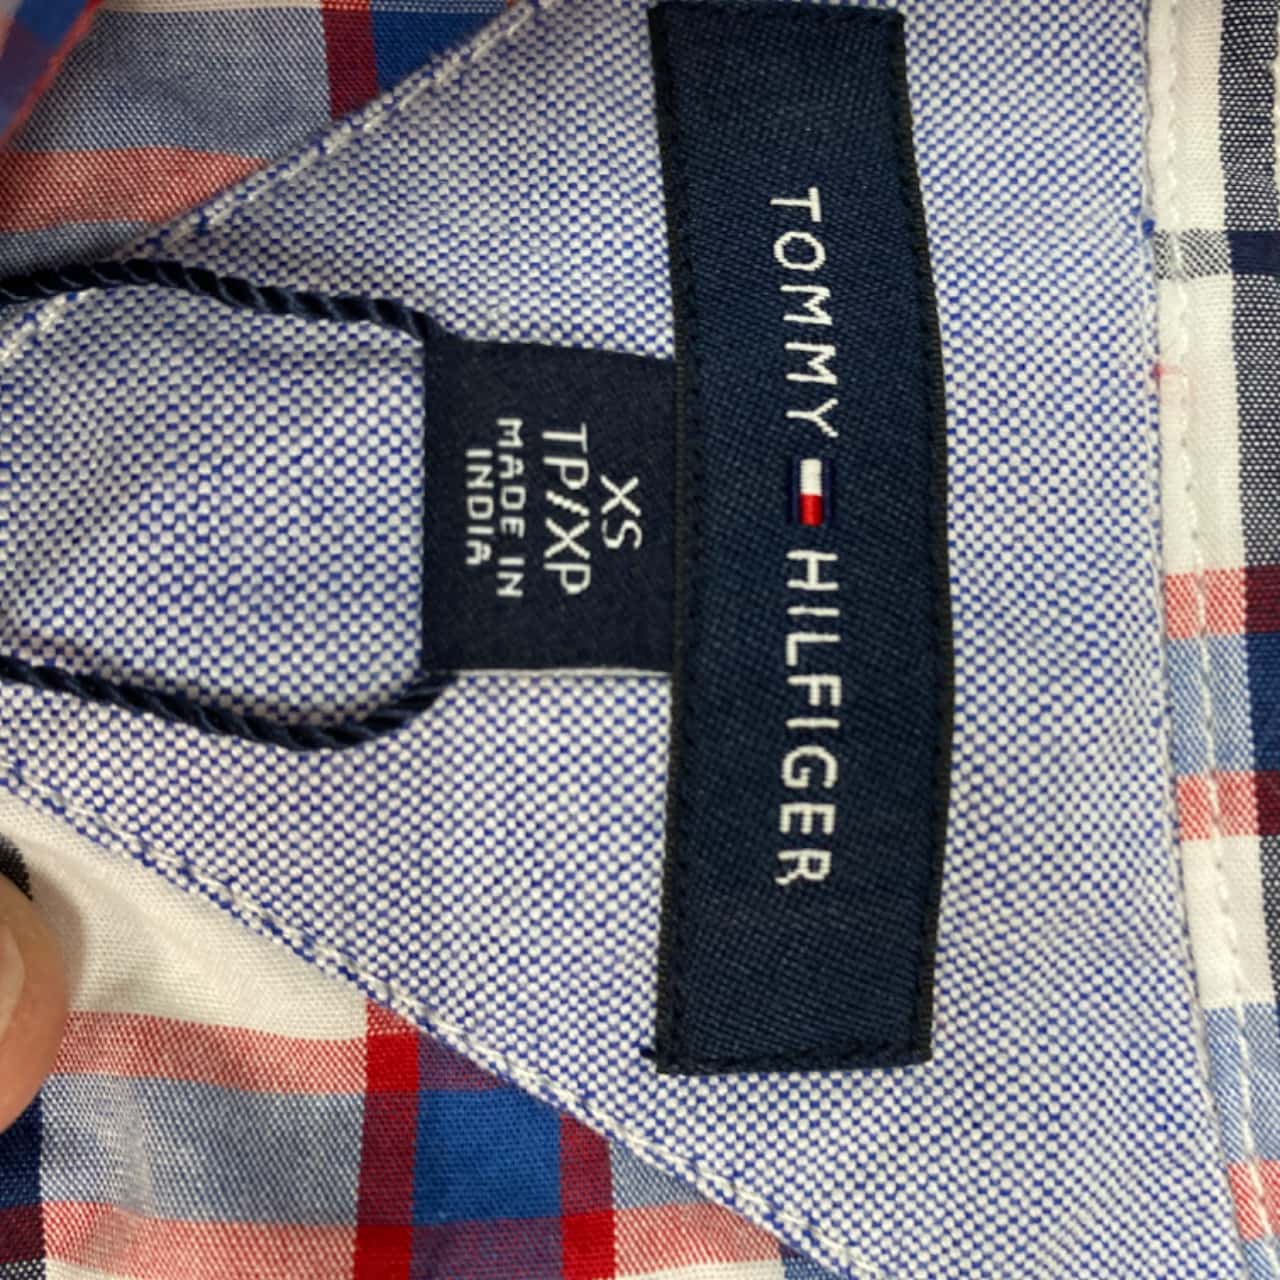 TOMMY HILFIGER
XS
TP/XP
MADE IN
INDIA